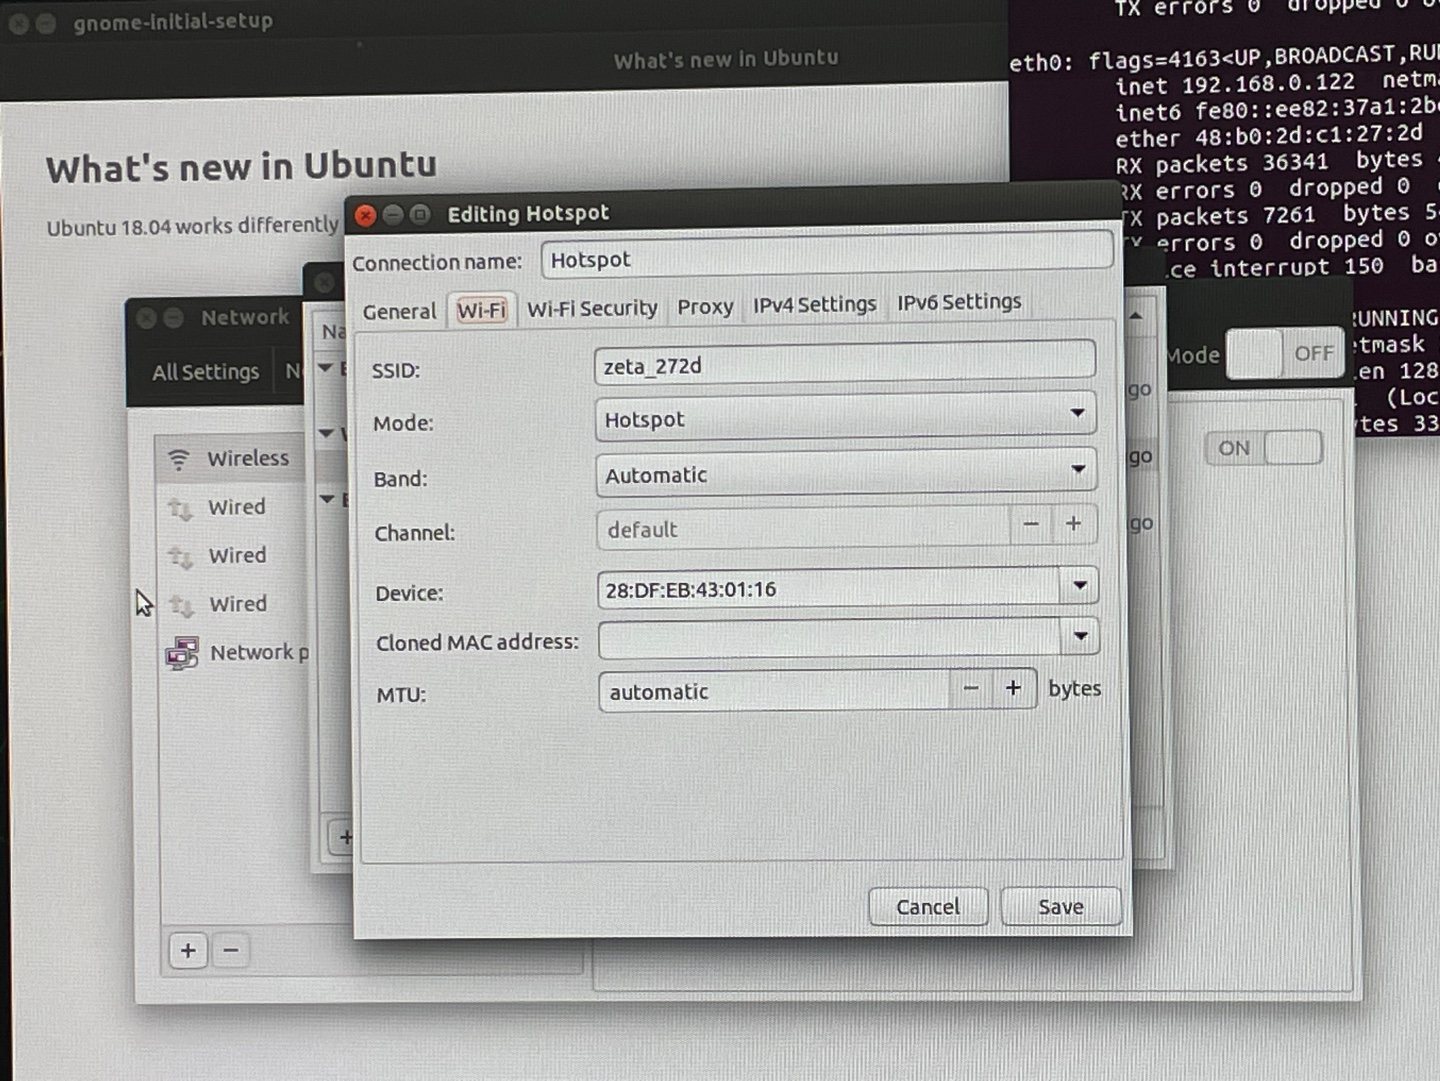 gnome-initial-setup
What's new in Ubuntu
What's new in Ubuntu
Ubuntu 18.04 works differently
TX errors 0 dropped 0
eth0: flags=4163<UP,BROADCAST,RU
inet 192.168.0.122 netma
inet6 fe80::ee82:37a1:2b
ether 48:b0:2d:c1:27:2d
RX packets 36341 bytes
RX errors 0 dropped 0
TX packets 7261 bytes 5
TX errors 0 dropped 0 ov
ce interrupt 150 ba
UNNING
etmask
en 128
(Loc
tes 33
Network
All Settings
Mode OFF
ON
Wireless
Wired
Wired
Wired
Network p
+ −
Na
go
go
go
+
Editing Hotspot
Connection name: Hotspot
General Wi-Fi Wi-Fi Security Proxy IPv4 Settings IPv6 Settings
SSID: zeta_272d
Mode: Hotspot
Band: Automatic
Channel: default − +
Device: 28:DF:EB:43:01:16
Cloned MAC address:
MTU: automatic − + bytes
Cancel Save